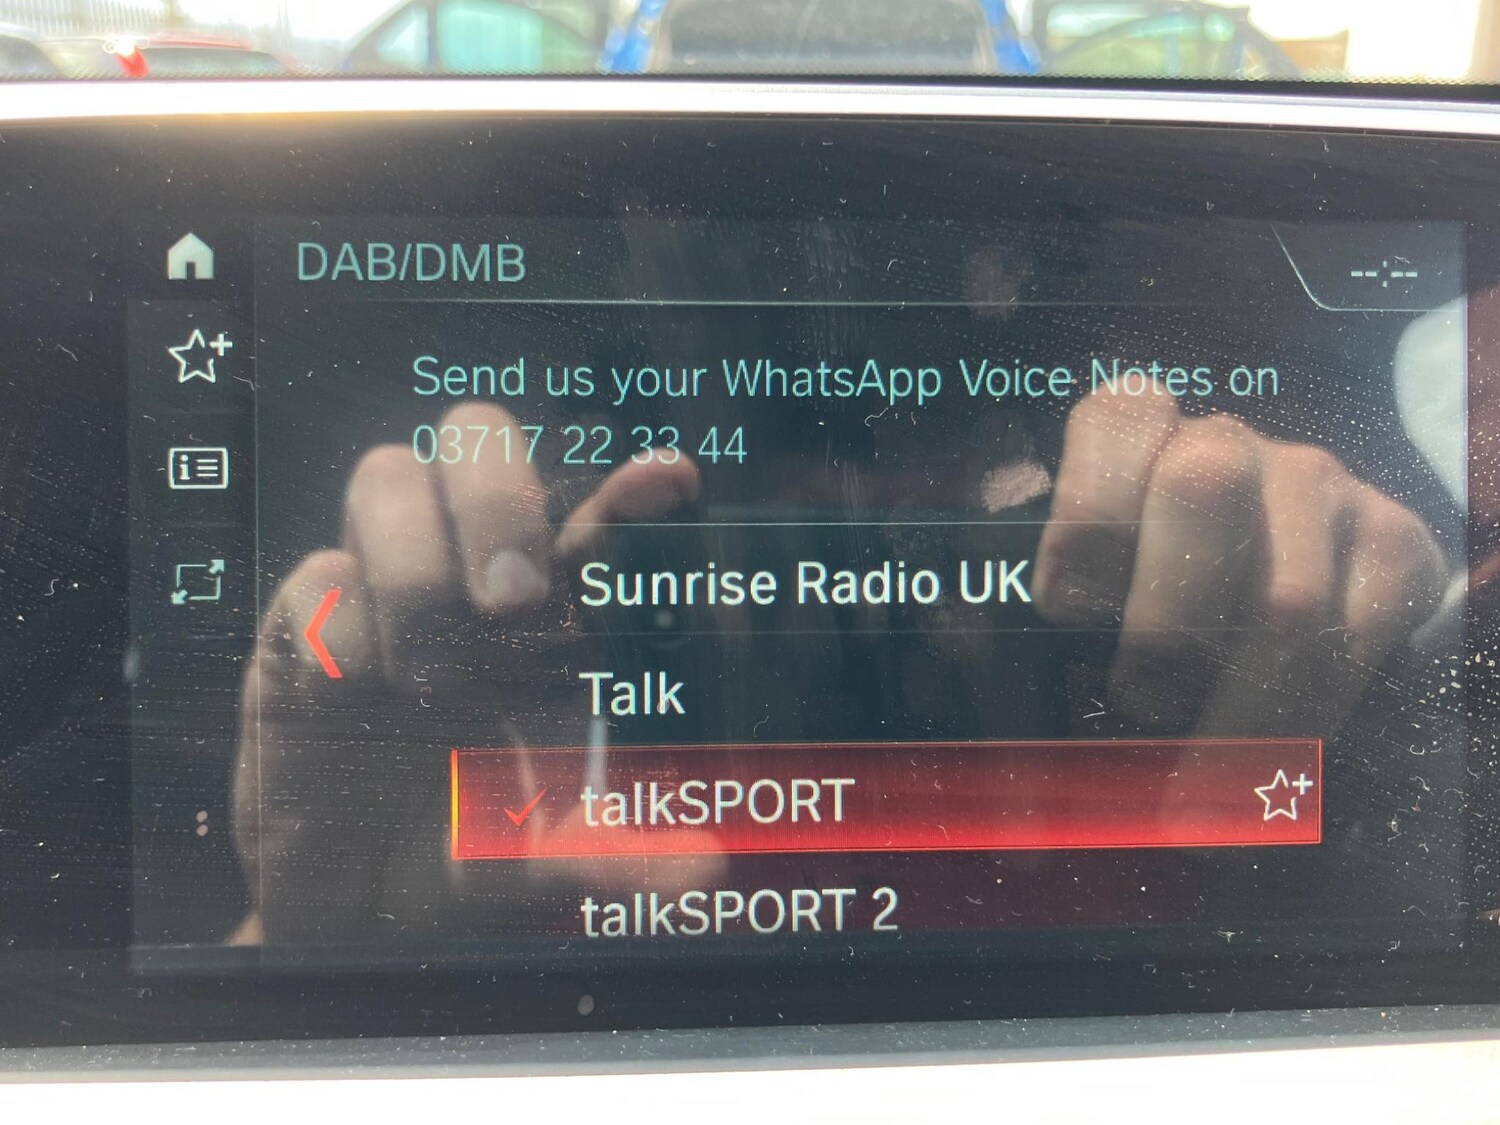 DAB/DMB
--:--
Send us your WhatsApp Voice Notes on
03717 22 33 44
Sunrise Radio UK
Talk
talkSPORT
talkSPORT 2